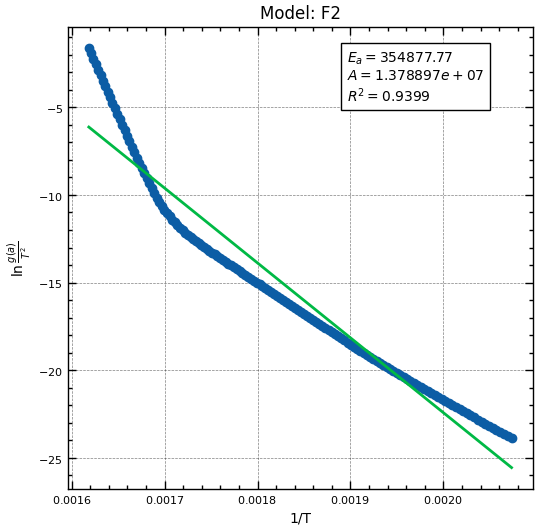 Model: F2
E_a = 354877.77
A = 1.378897e + 07
R^2 = 0.9399
−5
−10
−15
−20
−25
ln g(a)/T^2
0.0016 0.0017 0.0018 0.0019 0.0020
1/T